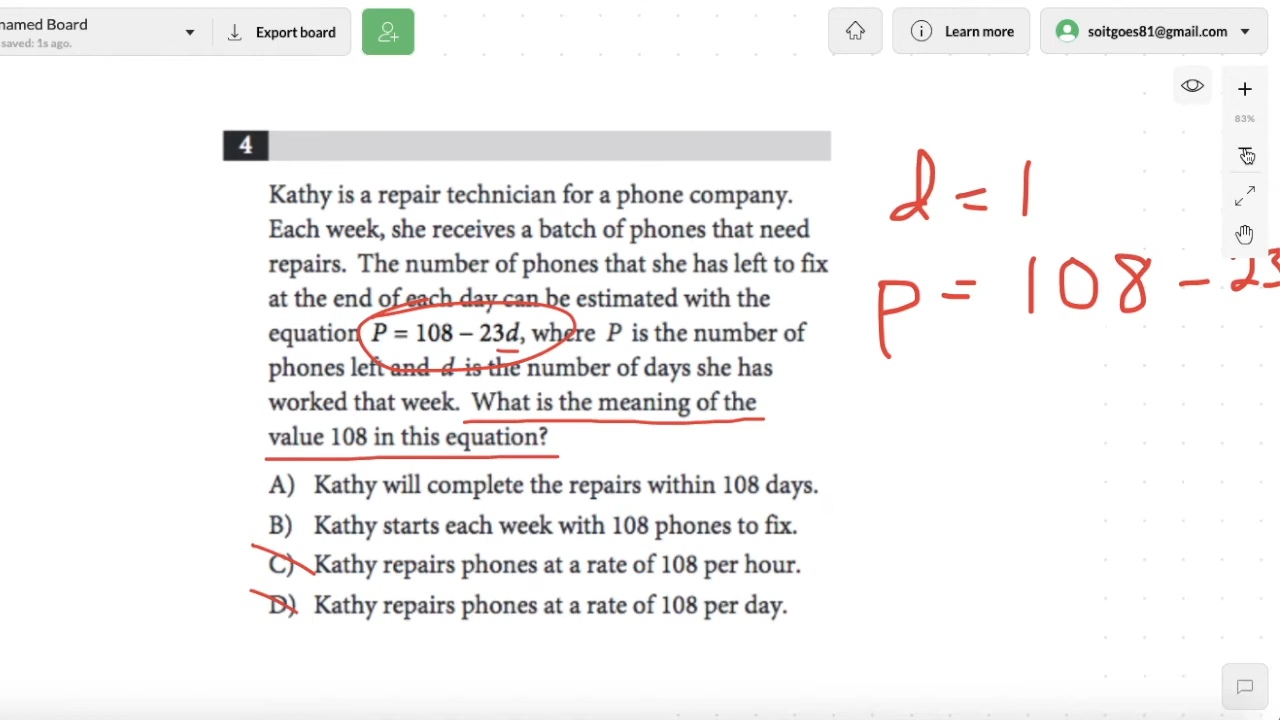 named Board
saved: 1s ago.
Export board
Learn more
soitgoes81@gmail.com
83%
4
Kathy is a repair technician for a phone company.
Each week, she receives a batch of phones that need
repairs. The number of phones that she has left to fix
at the end of each day can be estimated with the
equation P = 108 – 23d, where P is the number of
phones left and d is the number of days she has
worked that week. What is the meaning of the
value 108 in this equation?
A) Kathy will complete the repairs within 108 days.
B) Kathy starts each week with 108 phones to fix.
C) Kathy repairs phones at a rate of 108 per hour.
D) Kathy repairs phones at a rate of 108 per day.
d = 1
P = 108 - 23